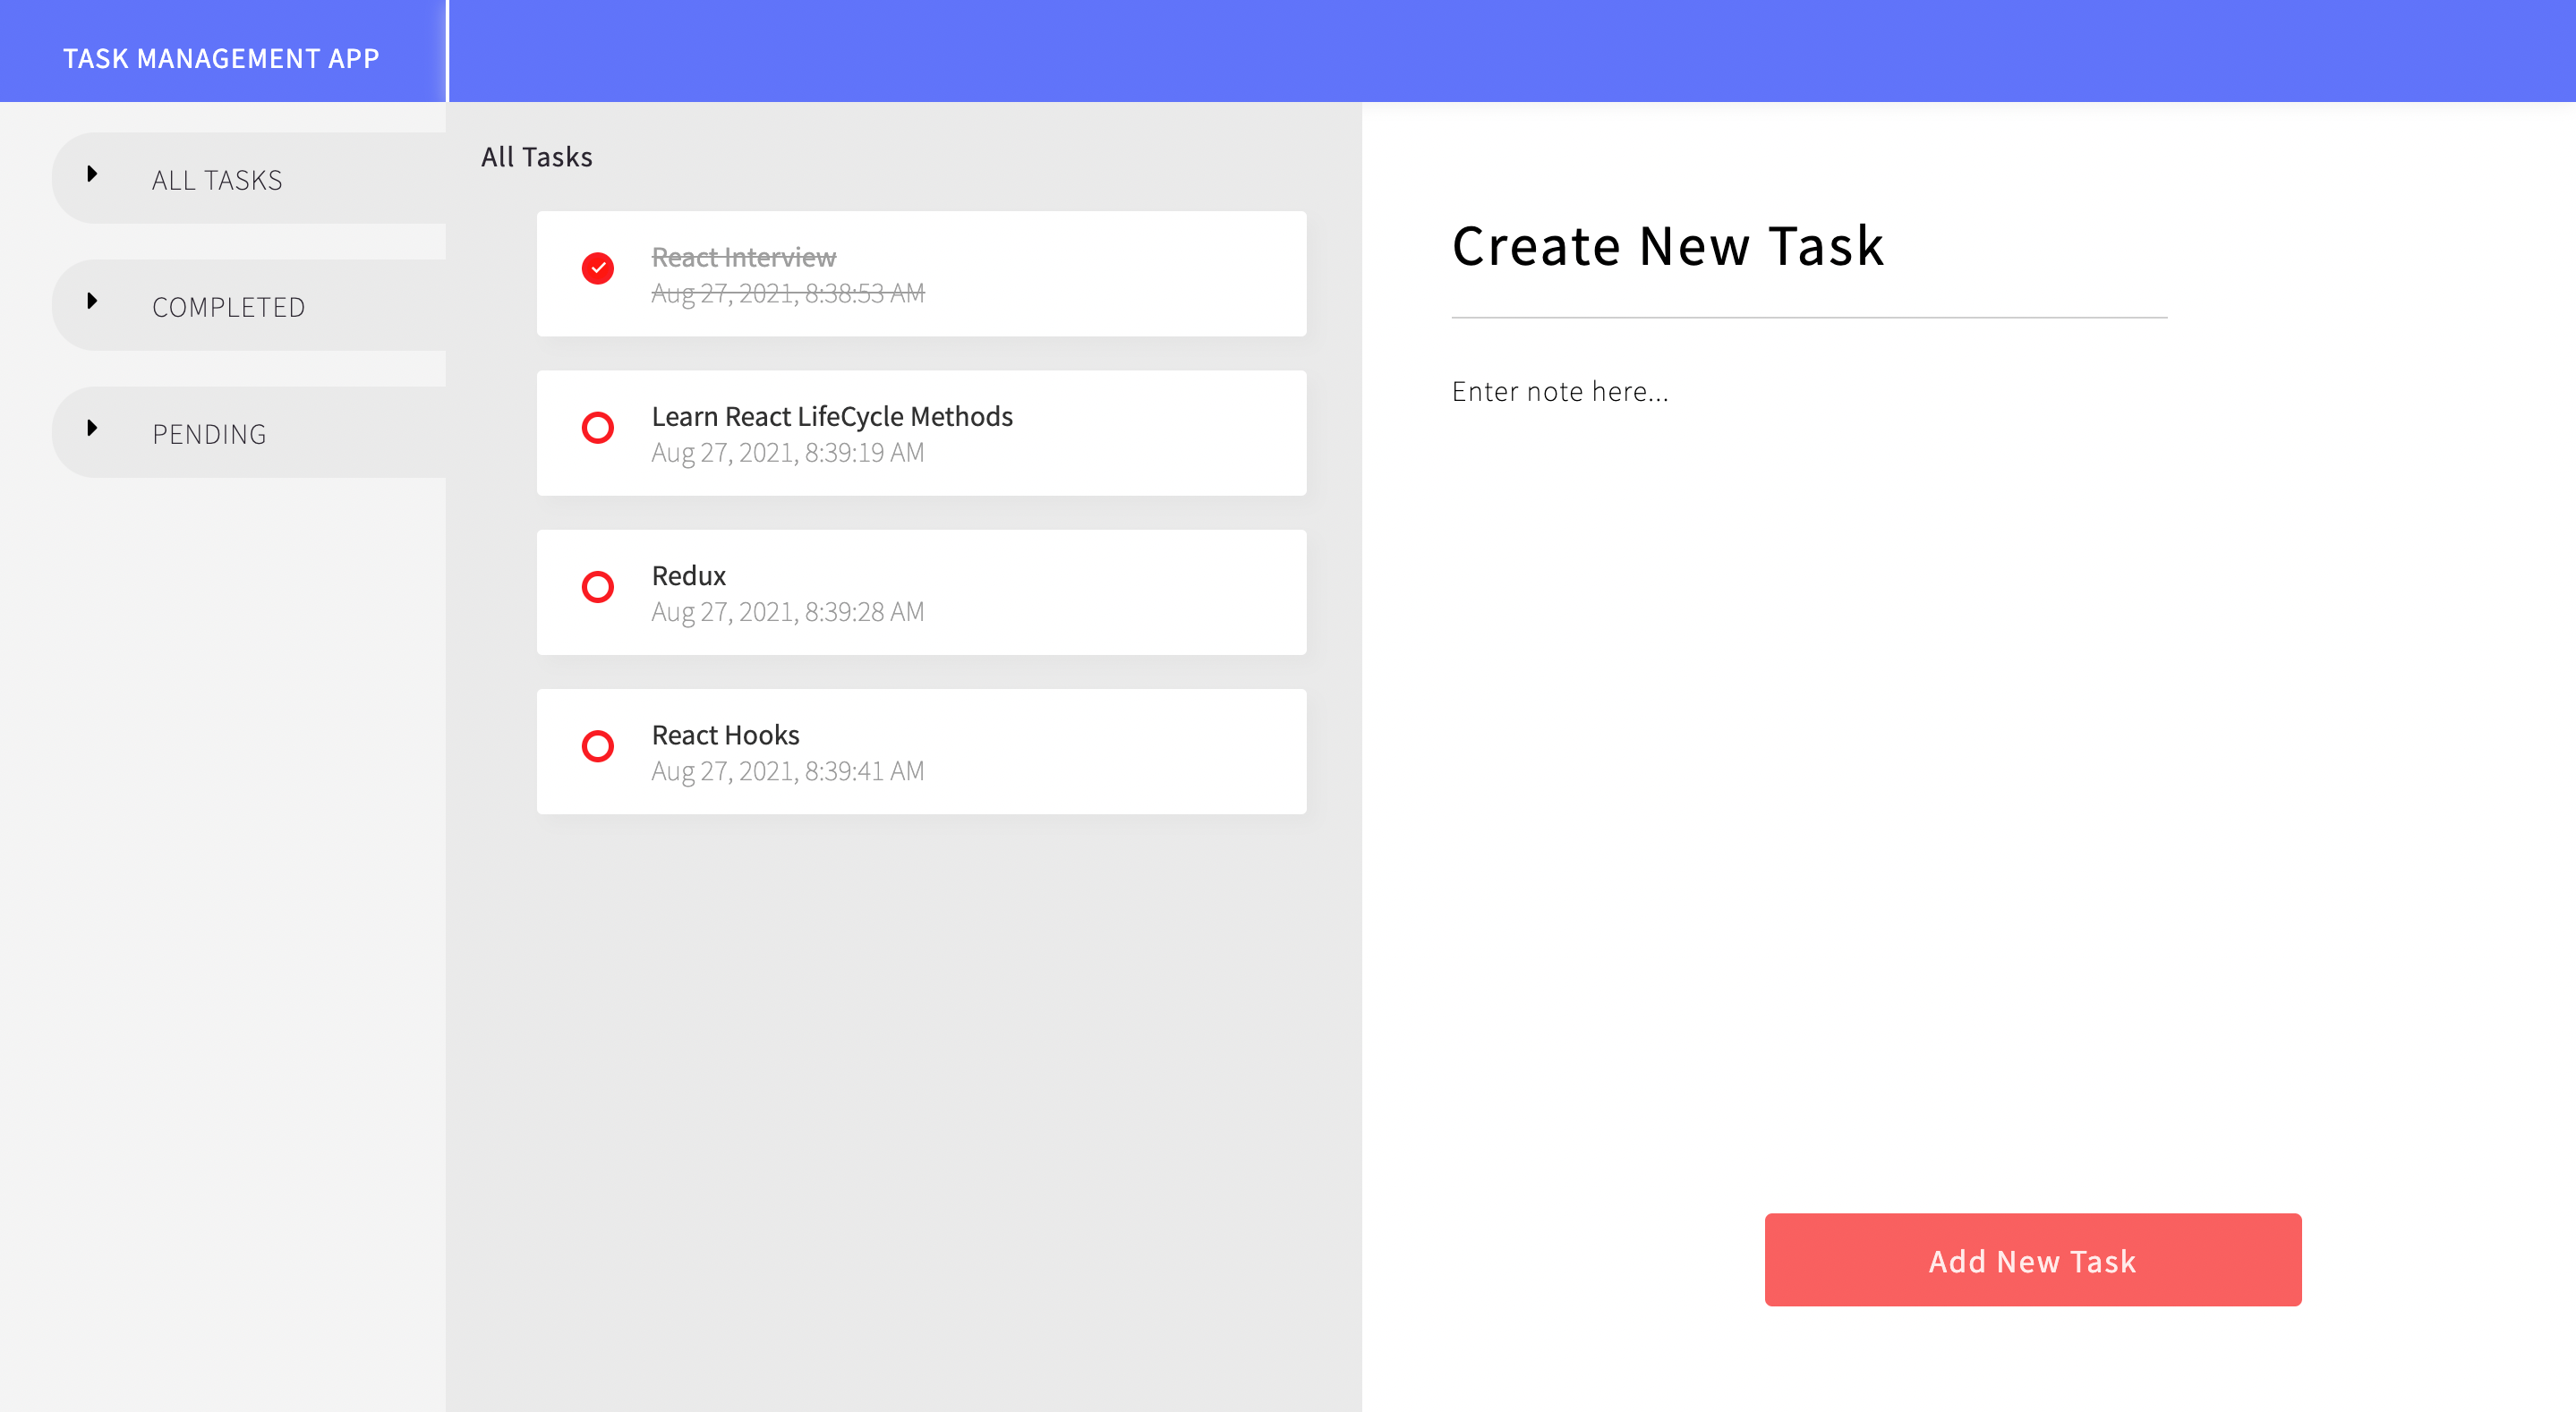 TASK MANAGEMENT APP
ALL TASKS
COMPLETED
PENDING
All Tasks
React Interview
Aug 27, 2021, 8:38:53 AM
Learn React LifeCycle Methods
Aug 27, 2021, 8:39:19 AM
Redux
Aug 27, 2021, 8:39:28 AM
React Hooks
Aug 27, 2021, 8:39:41 AM
Create New Task
Enter note here...
Add New Task